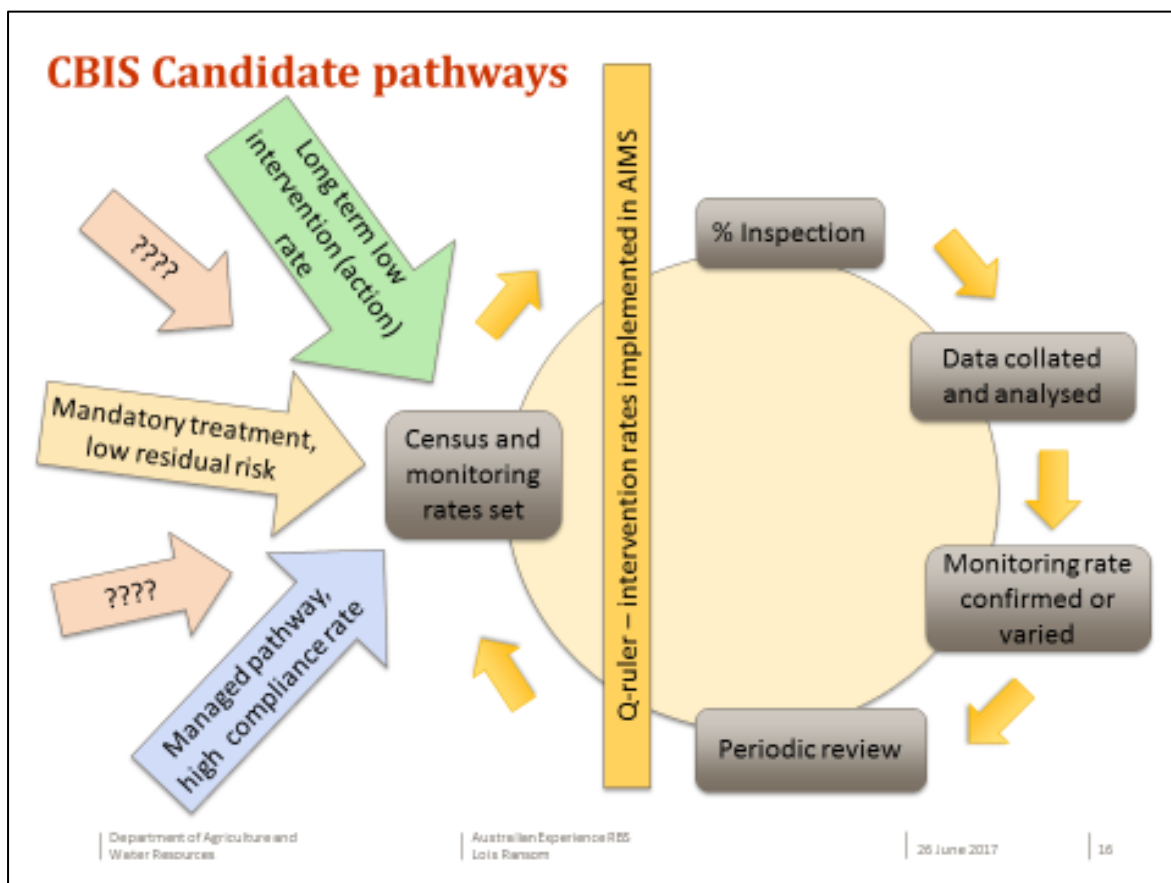 CBIS Candidate pathways
Long term low
intervention (action)
rate
????
Mandatory treatment,
low residual risk
????
Managed pathway,
high compliance rate
Census and
monitoring
rates set
Q-ruler – intervention rates implemented in AIMS
% Inspection
Data collated
and analysed
Monitoring rate
confirmed or
varied
Periodic review
Department of Agriculture and
Water Resources
Australian Experience RBS
Lois Ransom
26 June 2017
16